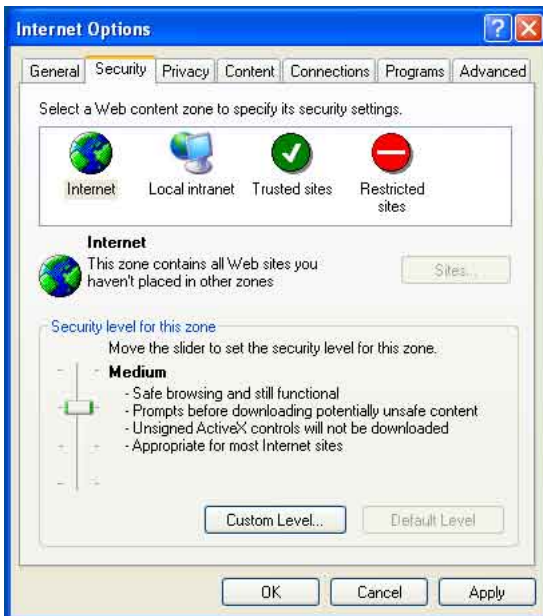 Internet Options
General Security Privacy Content Connections Programs Advanced
Select a Web content zone to specify its security settings.
Internet Local intranet Trusted sites Restricted sites
Internet
This zone contains all Web sites you
haven't placed in other zones
Sites...
Security level for this zone
Move the slider to set the security level for this zone.
Medium
- Safe browsing and still functional
- Prompts before downloading potentially unsafe content
- Unsigned ActiveX controls will not be downloaded
- Appropriate for most Internet sites
Custom Level... Default Level
OK Cancel Apply